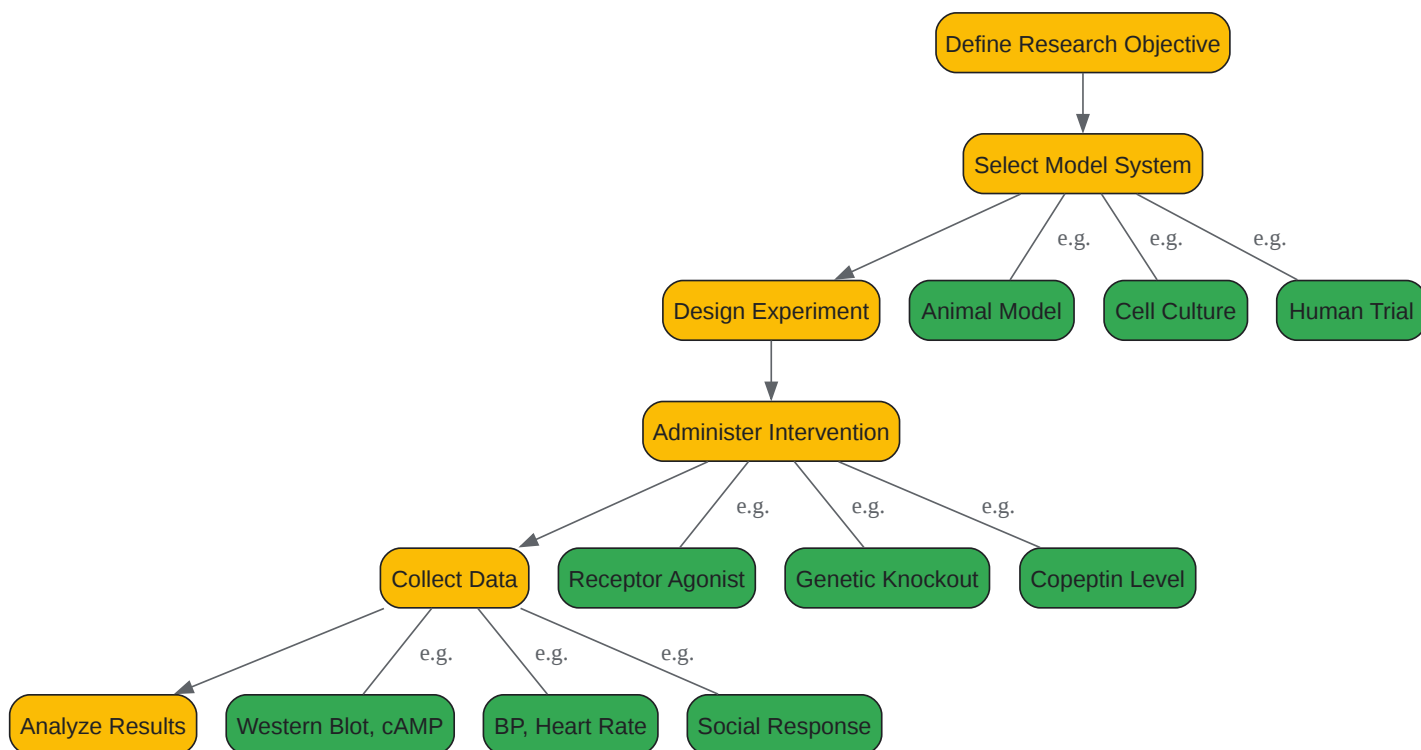 Define Research Objective
Select Model System
e.g.
e.g.
e.g.
Design Experiment
Animal Model
Cell Culture
Human Trial
Administer Intervention
e.g.
e.g.
e.g.
Collect Data
Receptor Agonist
Genetic Knockout
Copeptin Level
e.g.
e.g.
e.g.
Analyze Results
Western Blot, cAMP
BP, Heart Rate
Social Response